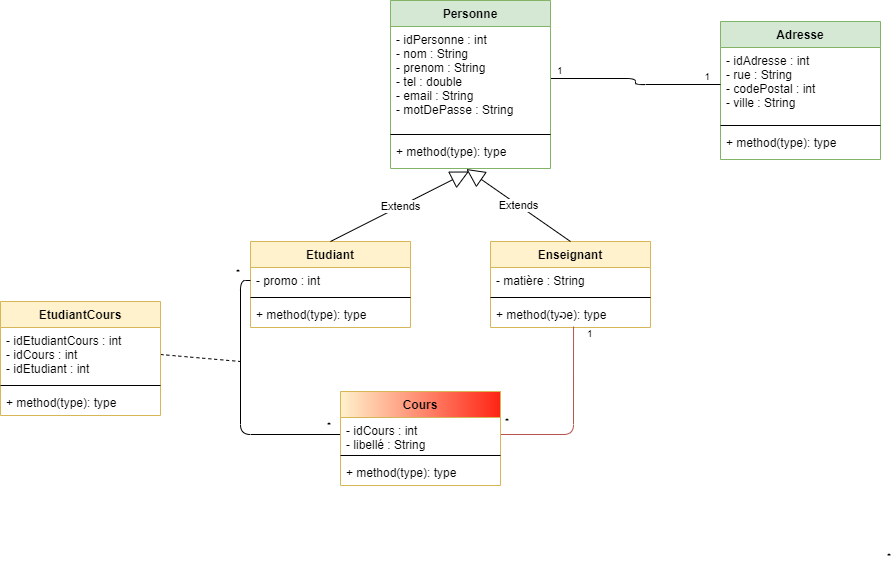 Personne
- idPersonne : int
- nom : String
- prenom : String
- tel : double
- email : String
- motDePasse : String
+ method(type): type
Adresse
- idAdresse : int
- rue : String
- codePostal : int
- ville : String
+ method(type): type
1
1
Extends
Extends
Etudiant
- promo : int
+ method(type): type
Enseignant
- matière : String
+ method(type): type
*
1
EtudiantCours
- idEtudiantCours : int
- idCours : int
- idEtudiant : int
+ method(type): type
Cours
- idCours : int
- libellé : String
+ method(type): type
*
*
*